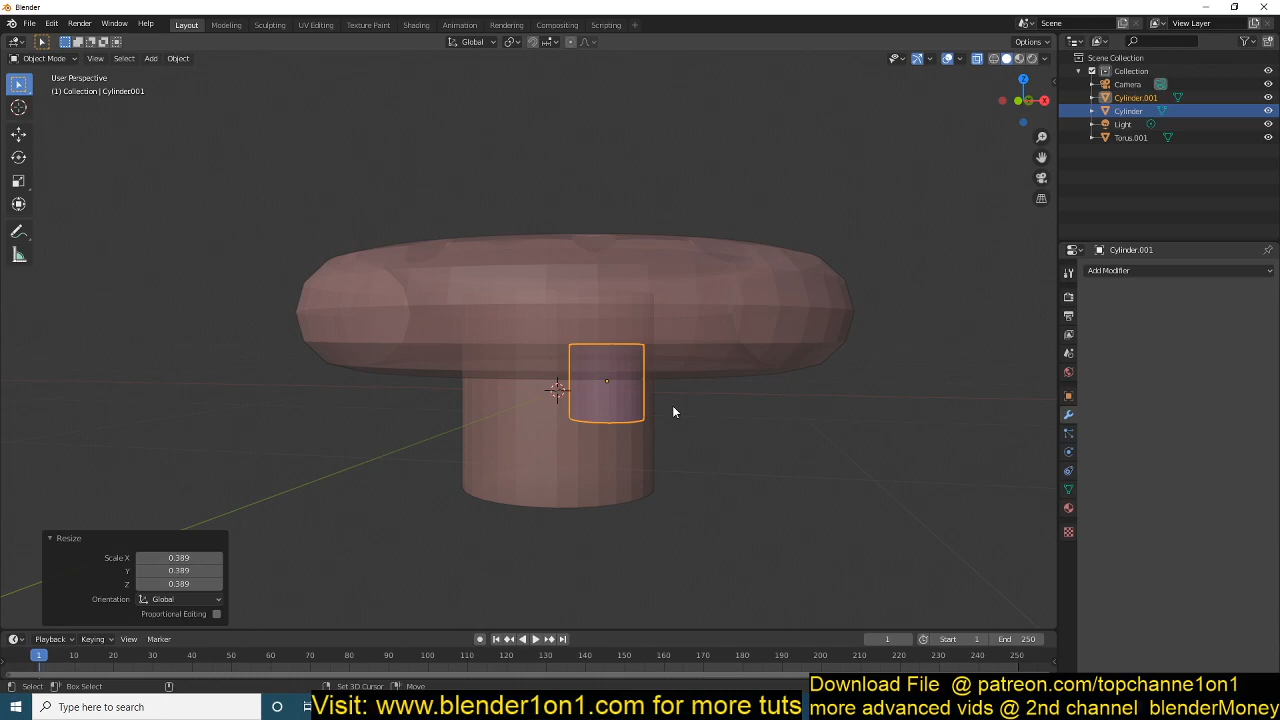 Blender
File Edit Render Window Help Layout Modeling Sculpting UV Editing Texture Paint Shading Animation Rendering Compositing Scripting + Scene View Layer
Global Options
Object Mode View Select Add Object
User Perspective
(1) Collection | Cylinder001
Z
X
Scene Collection
Collection
Camera
Cylinder.001
Cylinder
Light
Torus.001
Cylinder.001
Add Modifier
Resize
Scale X 0.389
Y 0.389
Z 0.389
Orientation Global
Proportional Editing
Playback Keying View Marker 1 Start 1 End 250
1 10 20 30 40 50 60 70 80 90 100 110 120 130 140 150 160 170 180 190 200 210 220 230 240 250
Select Box Select Set 3D Cursor Move
Type here to search
Visit: www.blender1on1.com for more tuts
Download File @ patreon.com/topchanne1on1
more advanced vids @ 2nd channel blenderMoney